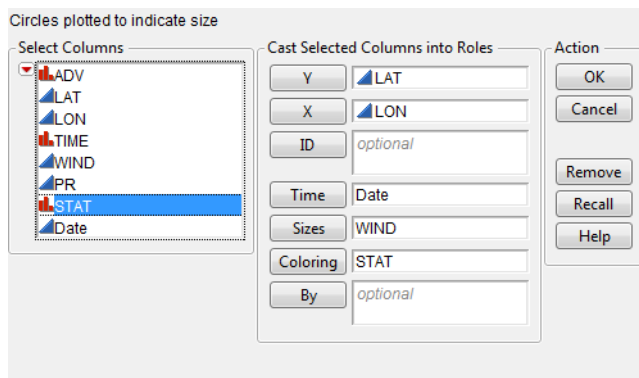 Circles plotted to indicate size
Select Columns
ADV
LAT
LON
TIME
WIND
PR
STAT
Date
Cast Selected Columns into Roles
Y LAT
X LON
ID optional
Time Date
Sizes WIND
Coloring STAT
By optional
Action
OK
Cancel
Remove
Recall
Help